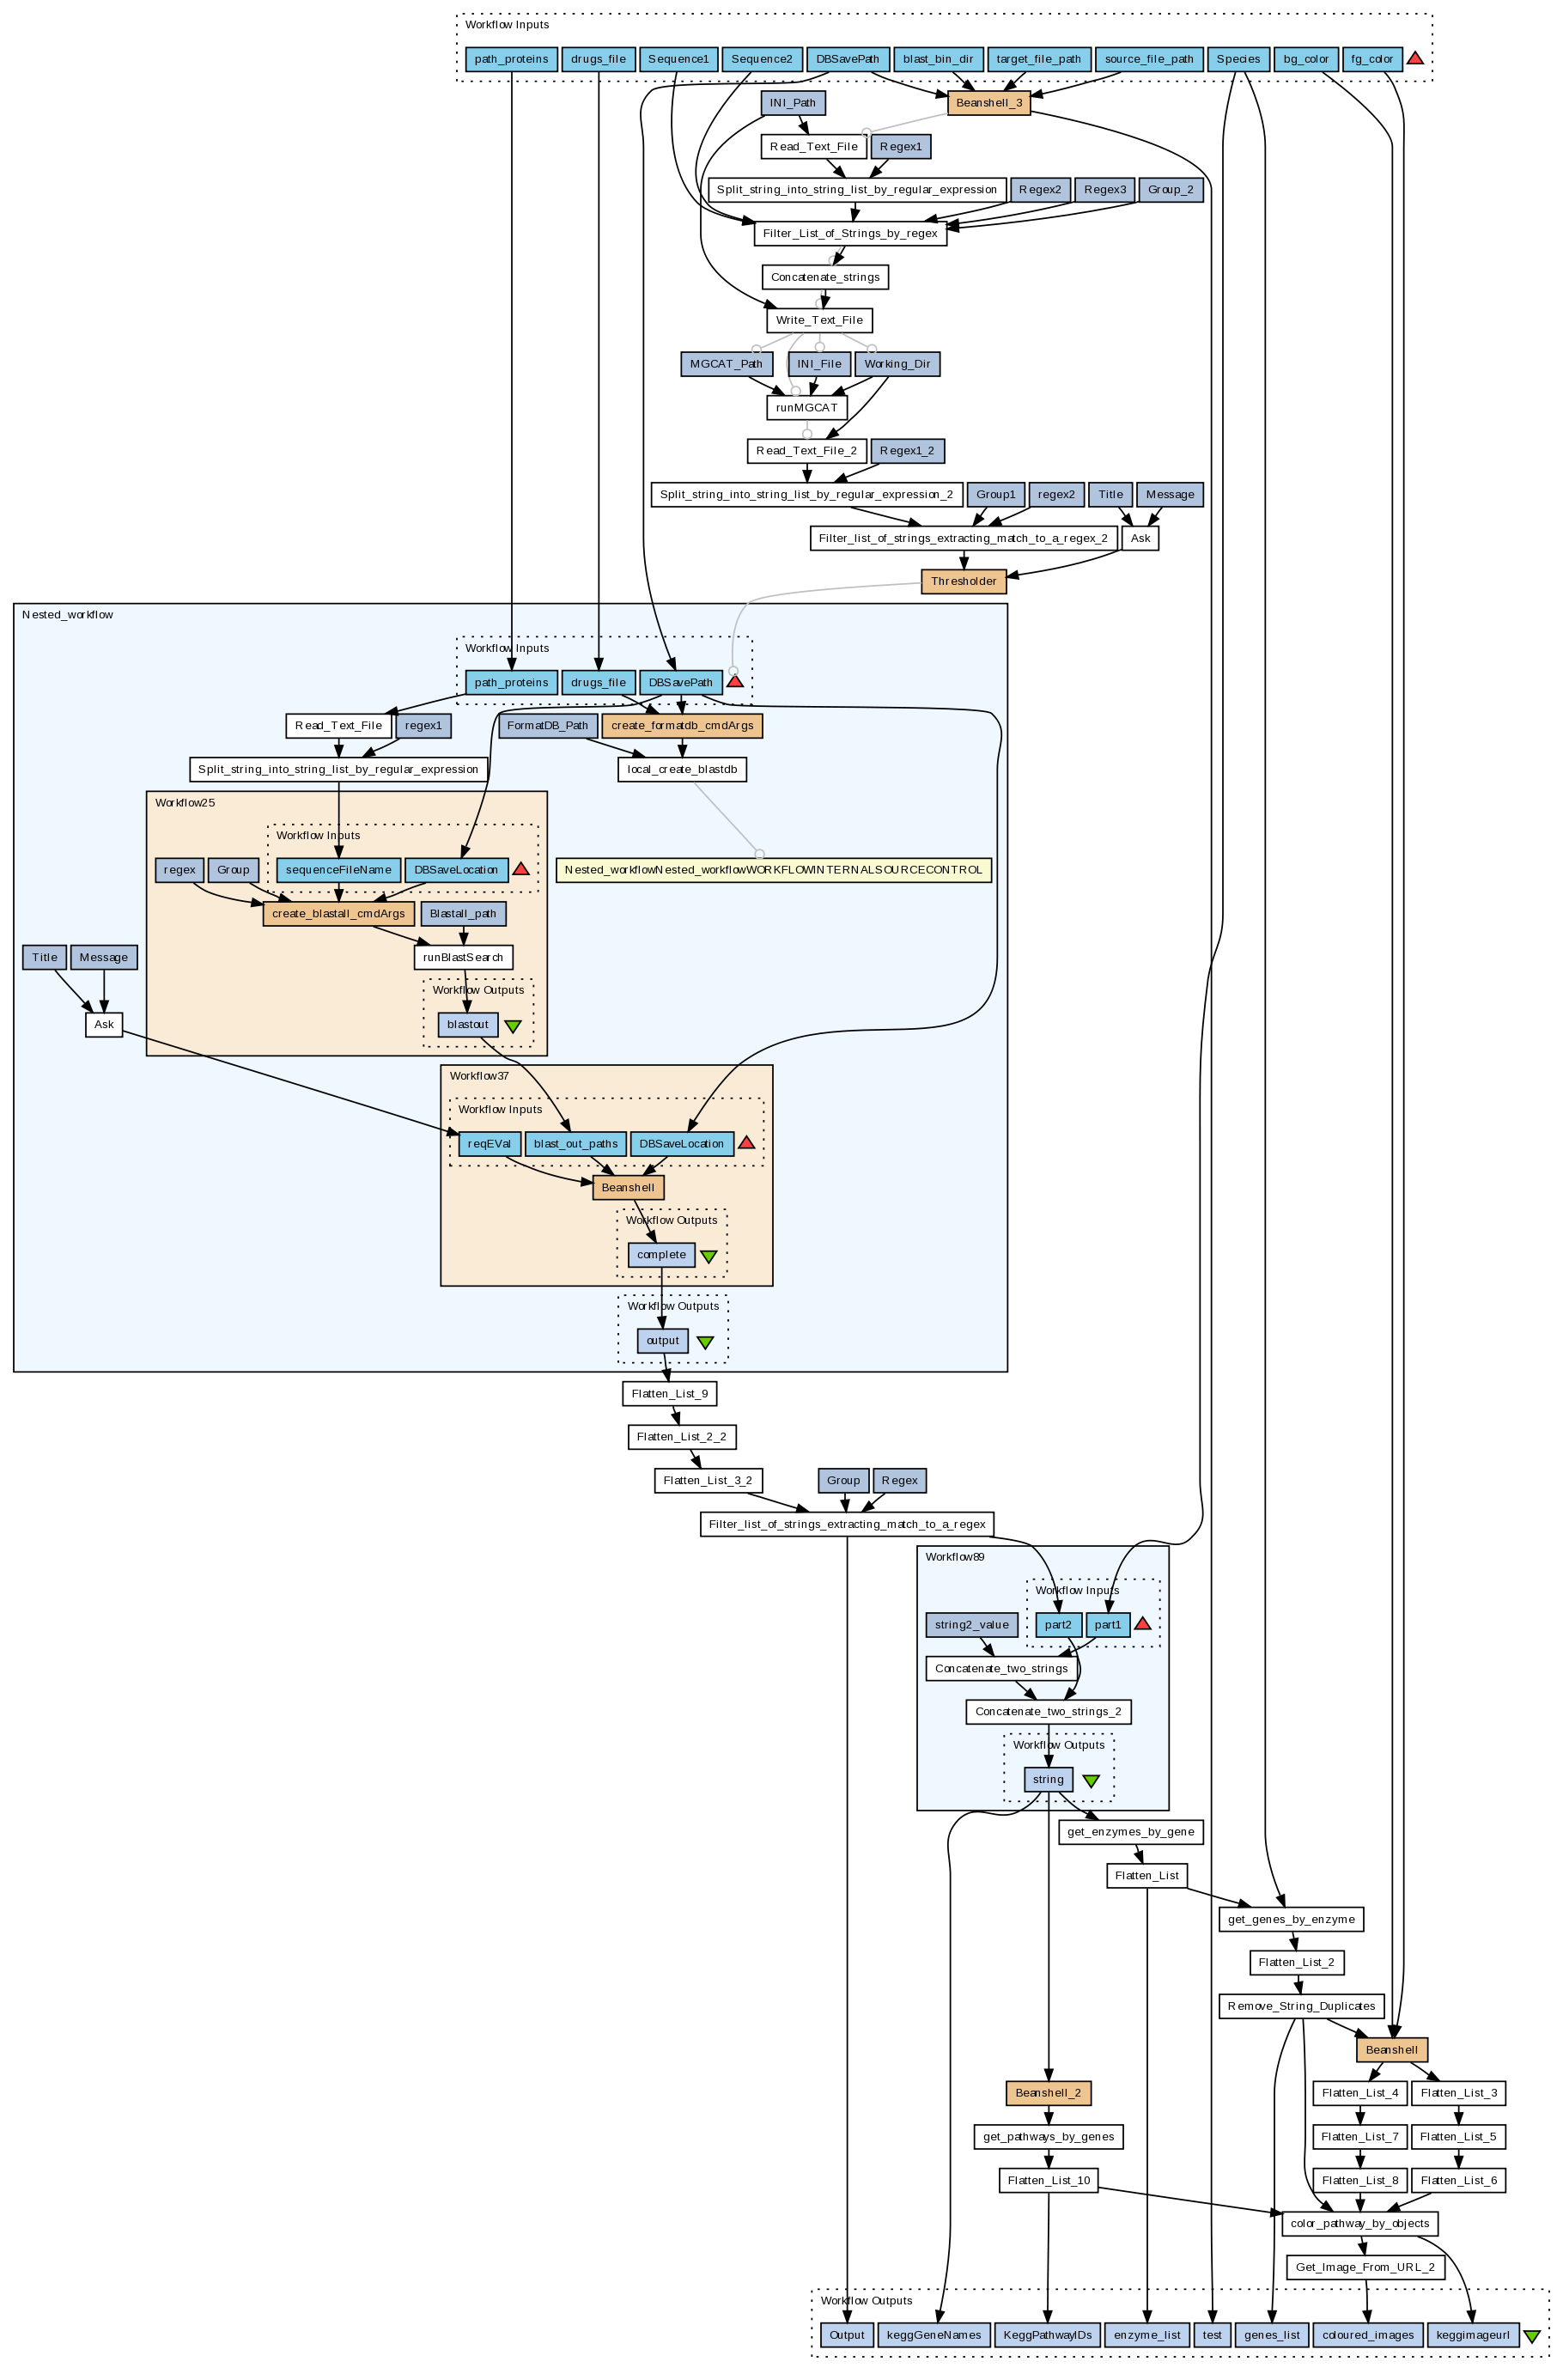 Workflow Inputs
path_proteins
drugs_file
Sequence1
Sequence2
DBSavePath
blast_bin_dir
target_file_path
source_file_path
Species
bg_color
fg_color
INI_Path
Beanshell_3
Read_Text_File
Regex1
Split_string_into_string_list_by_regular_expression
Regex2
Regex3
Group_2
Filter_List_of_Strings_by_regex
Concatenate_strings
Write_Text_File
MGCAT_Path
INI_File
Working_Dir
runMGCAT
Read_Text_File_2
Regex1_2
Split_string_into_string_list_by_regular_expression_2
Group1
regex2
Title
Message
Filter_list_of_strings_extracting_match_to_a_regex_2
Ask
Thresholder
Nested_workflow
Workflow Inputs
path_proteins
drugs_file
DBSavePath
Read_Text_File
regex1
FormatDB_Path
create_formatdb_cmdArgs
Split_string_into_string_list_by_regular_expression
local_create_blastdb
Workflow25
Workflow Inputs
regex
Group
sequenceFileName
DBSaveLocation
Nested_workflowNested_workflowWORKFLOWINTERNALSOURCECONTROL
create_blastall_cmdArgs
Blastall_path
Title
Message
runBlastSearch
Workflow Outputs
Ask
blastout
Workflow37
Workflow Inputs
reqEVal
blast_out_paths
DBSaveLocation
Beanshell
Workflow Outputs
complete
Workflow Outputs
output
Flatten_List_9
Flatten_List_2_2
Flatten_List_3_2
Group
Regex
Filter_list_of_strings_extracting_match_to_a_regex
Workflow89
Workflow Inputs
string2_value
part2
part1
Concatenate_two_strings
Concatenate_two_strings_2
Workflow Outputs
string
get_enzymes_by_gene
Flatten_List
get_genes_by_enzyme
Flatten_List_2
Remove_String_Duplicates
Beanshell
Beanshell_2
Flatten_List_4
Flatten_List_3
get_pathways_by_genes
Flatten_List_7
Flatten_List_5
Flatten_List_10
Flatten_List_8
Flatten_List_6
color_pathway_by_objects
Get_Image_From_URL_2
Workflow Outputs
Output
keggGeneNames
KeggPathwayIDs
enzyme_list
test
genes_list
coloured_images
keggimageurl